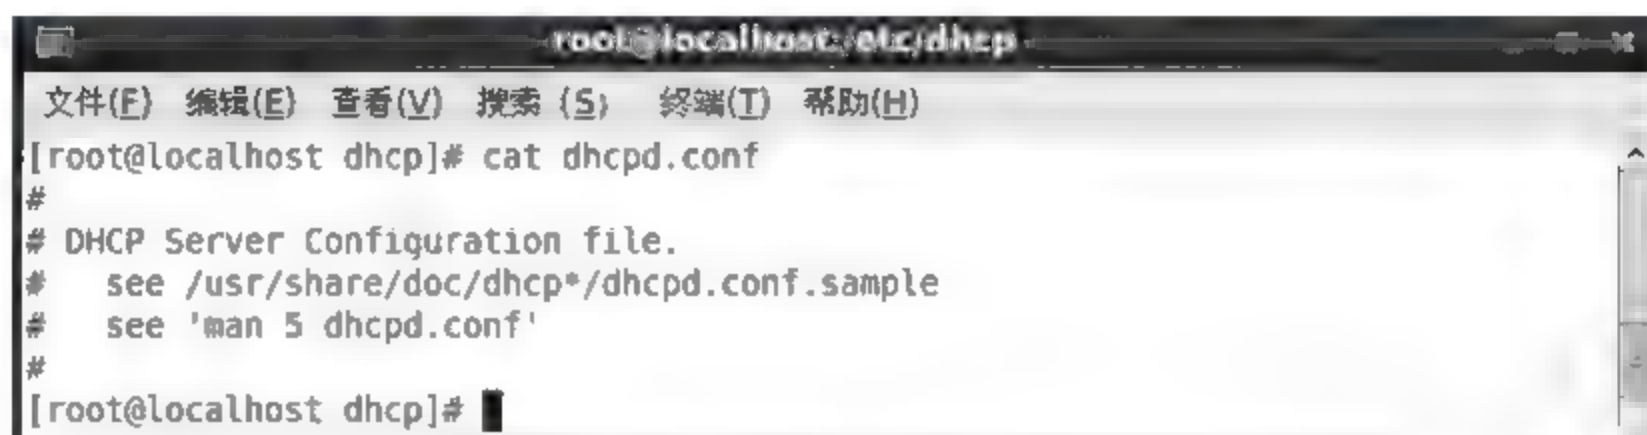 root@localhost:/etc/dhcp
文件(F) 编辑(E) 查看(V) 搜索 (S) 终端(T) 帮助(H)
[root@localhost dhcp]# cat dhcpd.conf
#
# DHCP Server Configuration file.
#   see /usr/share/doc/dhcp*/dhcpd.conf.sample
#   see 'man 5 dhcpd.conf'
#
[root@localhost dhcp]#